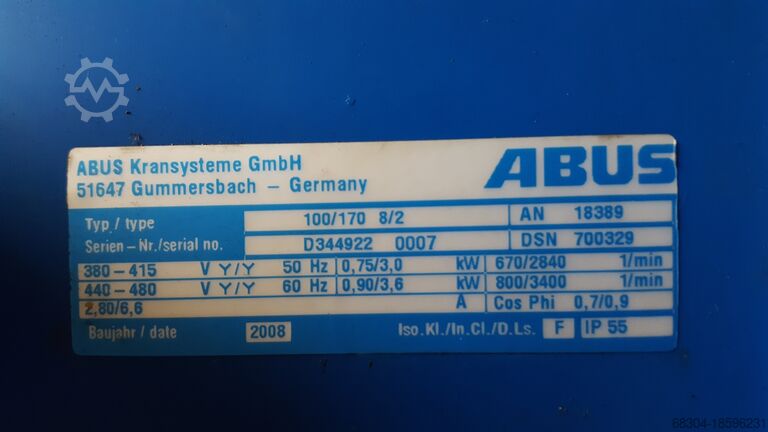 ABUS Kransysteme GmbH
51647 Gummersbach – Germany
ABUS
Typ / type 100/170 8/2 AN 18389
Serien – Nr./serial no. D344922 0007 DSN 700329
380–415 V Y/Y 50 Hz 0,75/3,0 kW 670/2840 1/min
440–480 V Y/Y 60 Hz 0,90/3,6 kW 800/3400 1/min
2,80/6,6 A Cos Phi 0,7/0,9
Baujahr / date 2008 Iso.Kl./In.Cl./D.Ls. F IP 55
68304-18596231